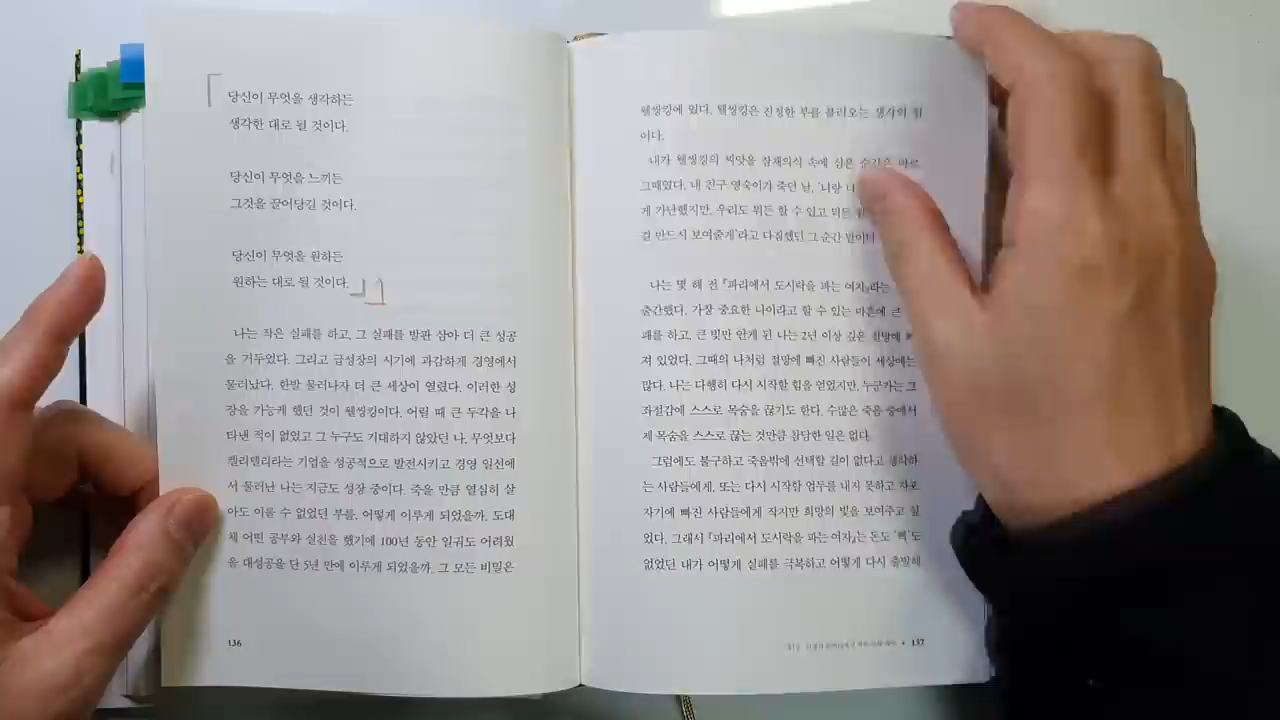 당신이 무엇을 생각하든
생각한 대로 될 것이다.
당신이 무엇을 느끼든
그것을 끌어당길 것이다.
당신이 무엇을 원하든
원하는 대로 될 것이다.
나는 작은 실패를 하고, 그 실패를 발판 삼아 더 큰 성공
을 거두었다. 그리고 급성장의 시기에 과감하게 경영에서
물러났다. 한발 물러나자 더 큰 세상이 열렸다. 이러한 성
장을 가능케 했던 것이 웰씽킹이다. 어릴 때 큰 두각을 나
타낸 적이 없었고 그 누구도 기대하지 않았던 나, 무엇보다
켈리델리라는 기업을 성공적으로 발전시키고 경영 일선에
서 물러난 나는 지금도 성장 중이다. 죽을 만큼 열심히 살
아도 이룰 수 없었던 부를, 어떻게 이루게 되었을까. 도대
체 어떤 공부와 실천을 했기에 100년 동안 일궈도 어려웠
을 대성공을 단 5년 만에 이루게 되었을까. 그 모든 비밀은
136
웰씽킹에 있다. 웰씽킹은 진정한 부를 불러오는 생각의 힘
이다.
내가 웰씽킹의 씨앗을 잠재의식 속에 심은 순간은 바로
그때였다. 내 친구 영숙이가 죽던 날, '너랑
게 가난했지만, 우리도 뭐든 할 수 있고 뭐든
걸 반드시 보여줄게'라고 다짐했던 그 순간 말이다
나는 몇 해 전 『파리에서 도시락을 파는 여자』라는
출간했다. 가장 중요한 나이라고 할 수 있는 마흔에 큰
패를 하고, 큰 빚만 안게 된 나는 2년 이상 깊은 절망에
져 있었다. 그때의 나처럼 절망에 빠진 사람들이 세상에는
많다. 나는 다행히 다시 시작할 힘을 얻었지만, 누군가는 그
좌절감에 스스로 목숨을 끊기도 한다. 수많은 죽음 중에서
제 목숨을 스스로 끊는 것만큼 참담한 일은 없다.
그럼에도 불구하고 죽음밖에 선택할 길이 없다고 생각하
는 사람들에게, 또는 다시 시작할 엄두를 내지 못하고 자포
자기에 빠진 사람들에게 작지만 희망의 빛을 보여주고 싶
었다. 그래서 『파리에서 도시락을 파는 여자』는 돈도 '빽'도
없었던 내가 어떻게 실패를 극복하고 어떻게 다시 출발해
137